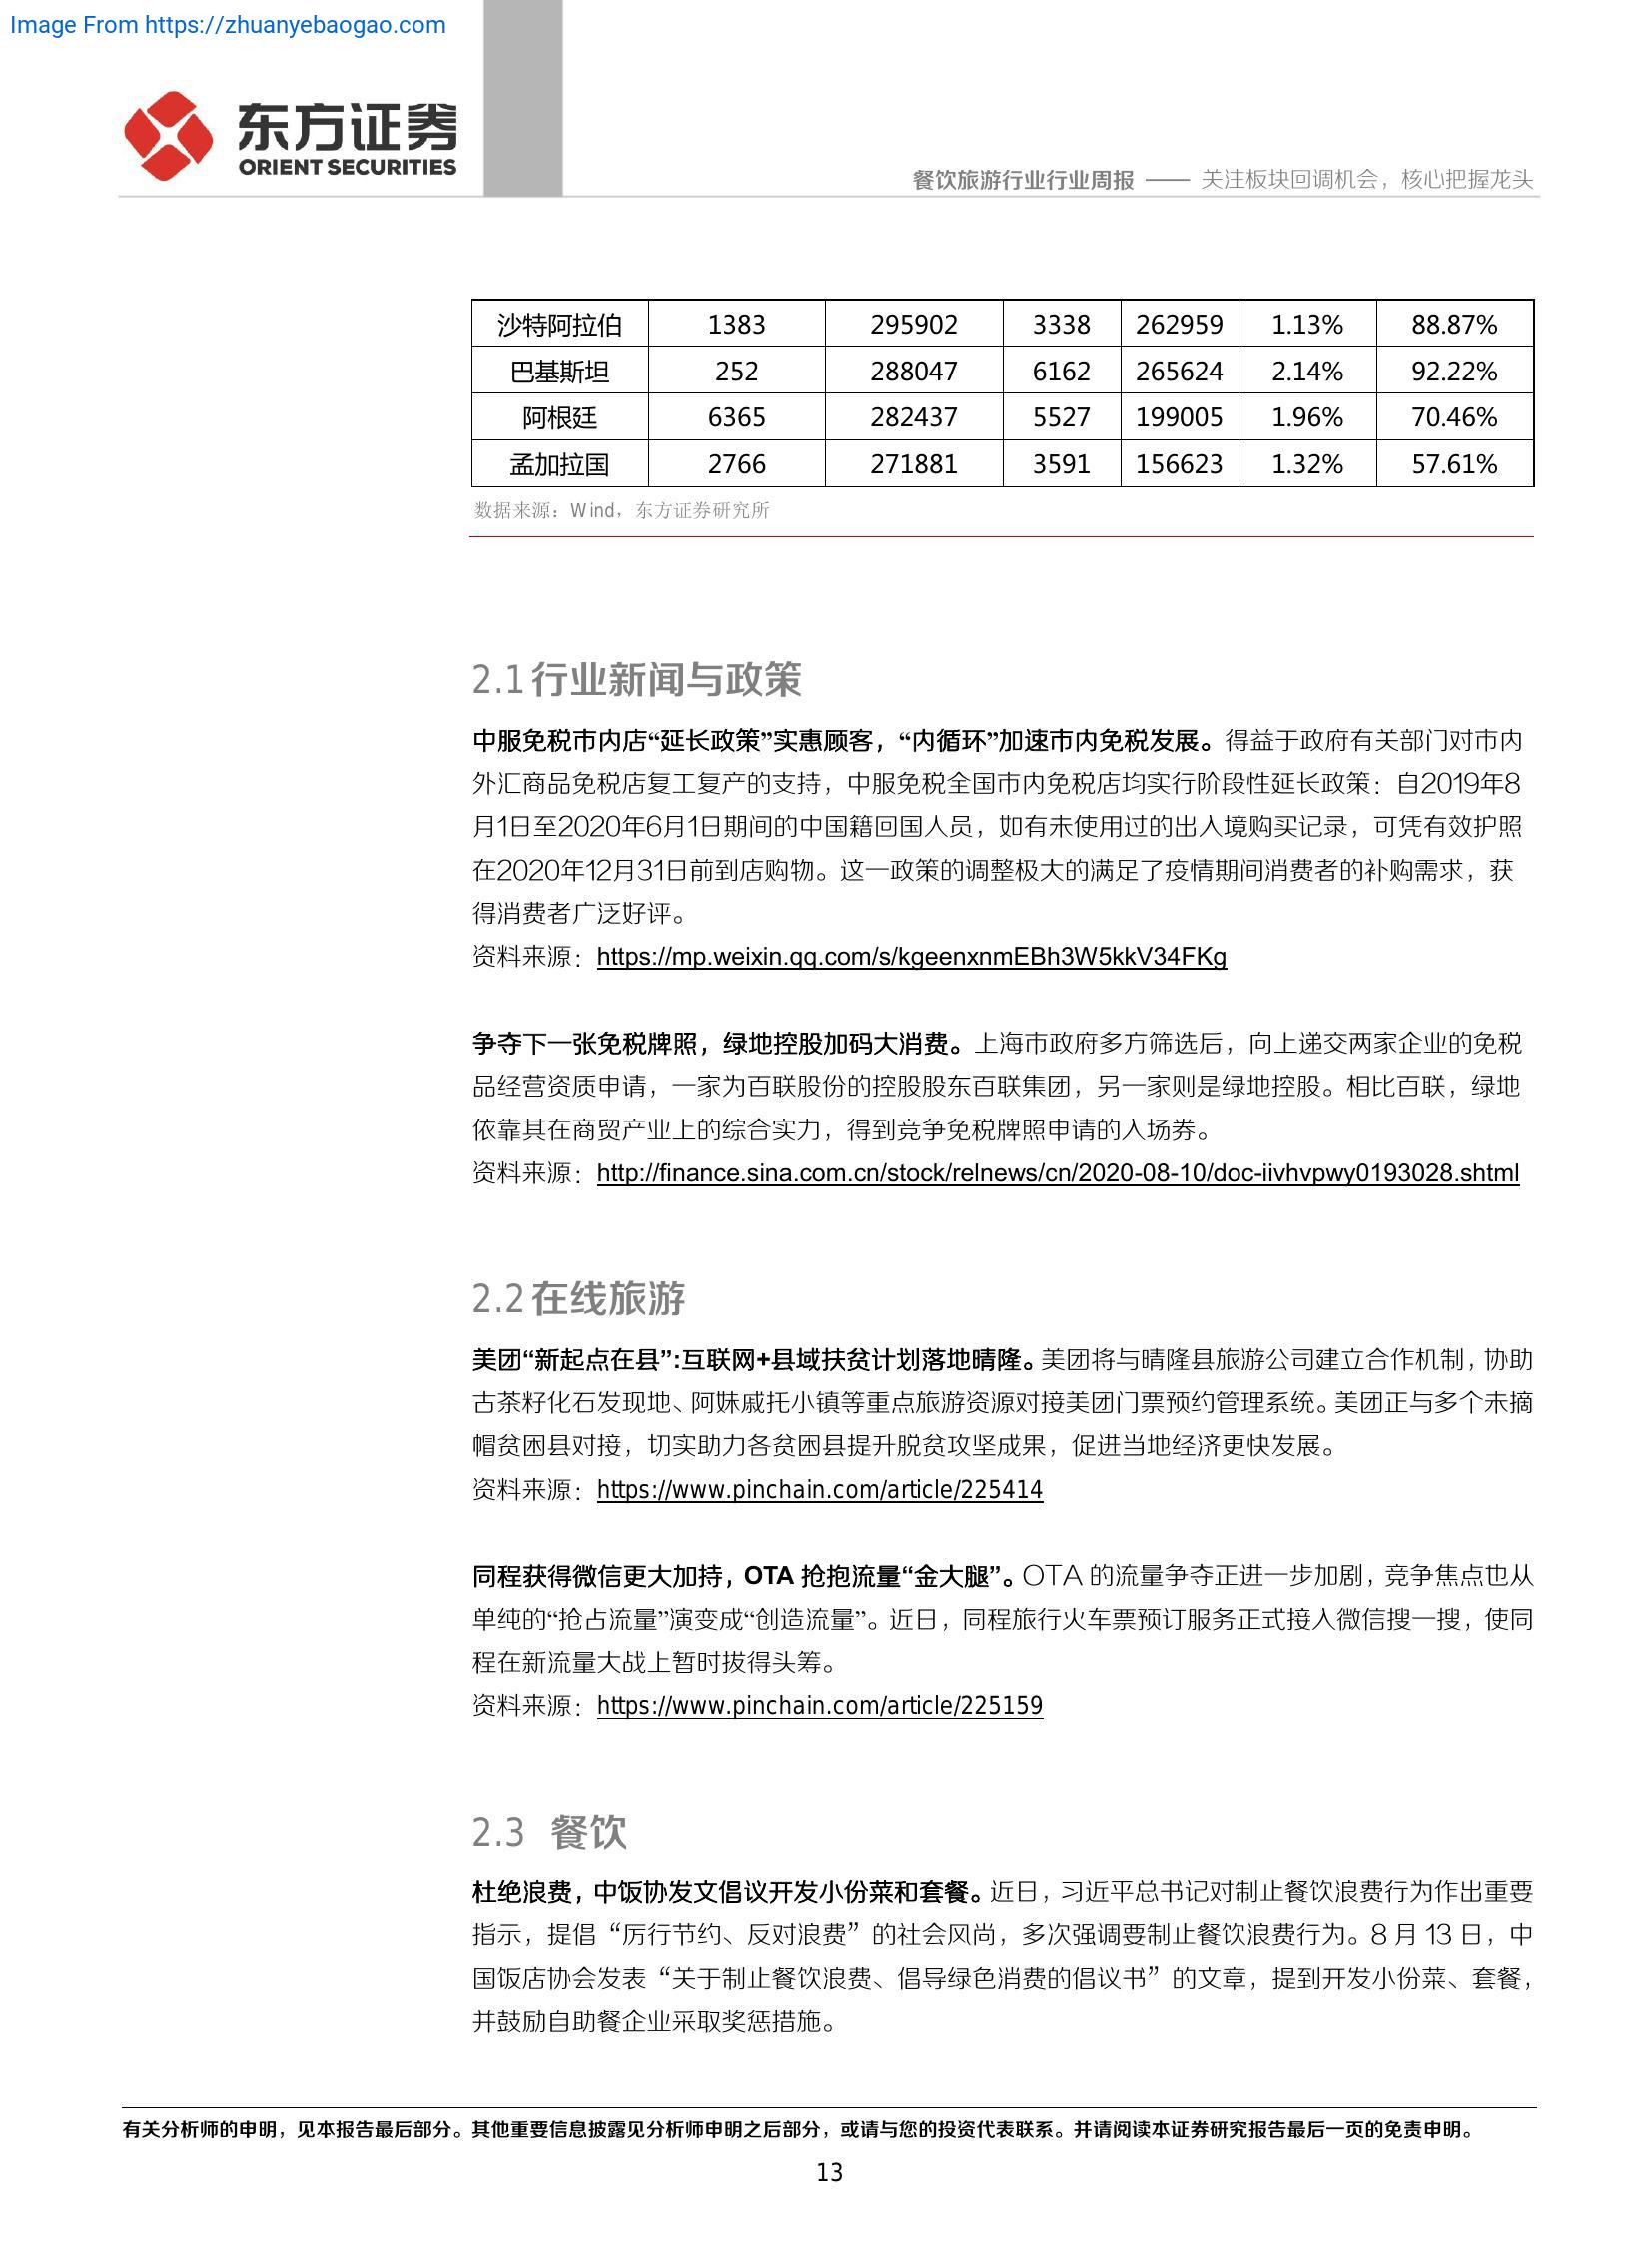 Image From https://zhuanyebaogao.com
东方证券
ORIENT SECURITIES
餐饮旅游行业行业周报 —— 关注板块回调机会，核心把握龙头
沙特阿拉伯 1383 295902 3338 262959 1.13% 88.87%
巴基斯坦 252 288047 6162 265624 2.14% 92.22%
阿根廷 6365 282437 5527 199005 1.96% 70.46%
孟加拉国 2766 271881 3591 156623 1.32% 57.61%
数据来源：Wind，东方证券研究所
2.1 行业新闻与政策
中服免税市内店“延长政策”实惠顾客，“内循环”加速市内免税发展。得益于政府有关部门对市内
外汇商品免税店复工复产的支持，中服免税全国市内免税店均实行阶段性延长政策：自2019年8
月1日至2020年6月1日期间的中国籍回国人员，如有未使用过的出入境购买记录，可凭有效护照
在2020年12月31日前到店购物。这一政策的调整极大的满足了疫情期间消费者的补购需求，获
得消费者广泛好评。
资料来源：https://mp.weixin.qq.com/s/kgeenxnmEBh3W5kkV34FKg
争夺下一张免税牌照，绿地控股加码大消费。上海市政府多方筛选后，向上递交两家企业的免税
品经营资质申请，一家为百联股份的控股股东百联集团，另一家则是绿地控股。相比百联，绿地
依靠其在商贸产业上的综合实力，得到竞争免税牌照申请的入场券。
资料来源：http://finance.sina.com.cn/stock/relnews/cn/2020-08-10/doc-iivhvpwy0193028.shtml
2.2 在线旅游
美团“新起点在县”:互联网+县域扶贫计划落地晴隆。美团将与晴隆县旅游公司建立合作机制，协助
古茶籽化石发现地、阿妹戚托小镇等重点旅游资源对接美团门票预约管理系统。美团正与多个未摘
帽贫困县对接，切实助力各贫困县提升脱贫攻坚成果，促进当地经济更快发展。
资料来源：https://www.pinchain.com/article/225414
同程获得微信更大加持，OTA 抢抱流量“金大腿”。OTA 的流量争夺正进一步加剧，竞争焦点也从
单纯的“抢占流量”演变成“创造流量”。近日，同程旅行火车票预订服务正式接入微信搜一搜，使同
程在新流量大战上暂时拔得头筹。
资料来源：https://www.pinchain.com/article/225159
2.3 餐饮
杜绝浪费，中饭协发文倡议开发小份菜和套餐。近日，习近平总书记对制止餐饮浪费行为作出重要
指示，提倡“厉行节约、反对浪费”的社会风尚，多次强调要制止餐饮浪费行为。8 月 13 日，中
国饭店协会发表“关于制止餐饮浪费、倡导绿色消费的倡议书”的文章，提到开发小份菜、套餐，
并鼓励自助餐企业采取奖惩措施。
有关分析师的申明，见本报告最后部分。其他重要信息披露见分析师申明之后部分，或请与您的投资代表联系。并请阅读本证券研究报告最后一页的免责申明。
13